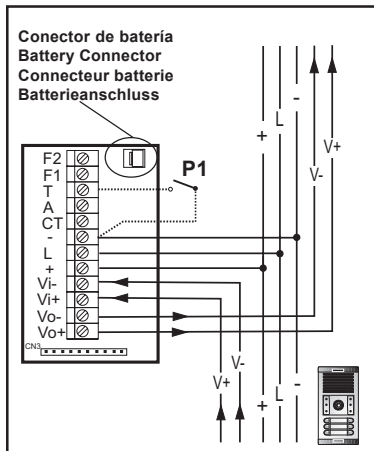 Conector de batería
Battery Connector
Connecteur batterie
Batterieanschluss
+
L
-
V-
V+
F2
F1
T
A
CT
-
L
+
Vi-
Vi+
Vo-
Vo+
P1
CN3
V+
V-
+
L
-